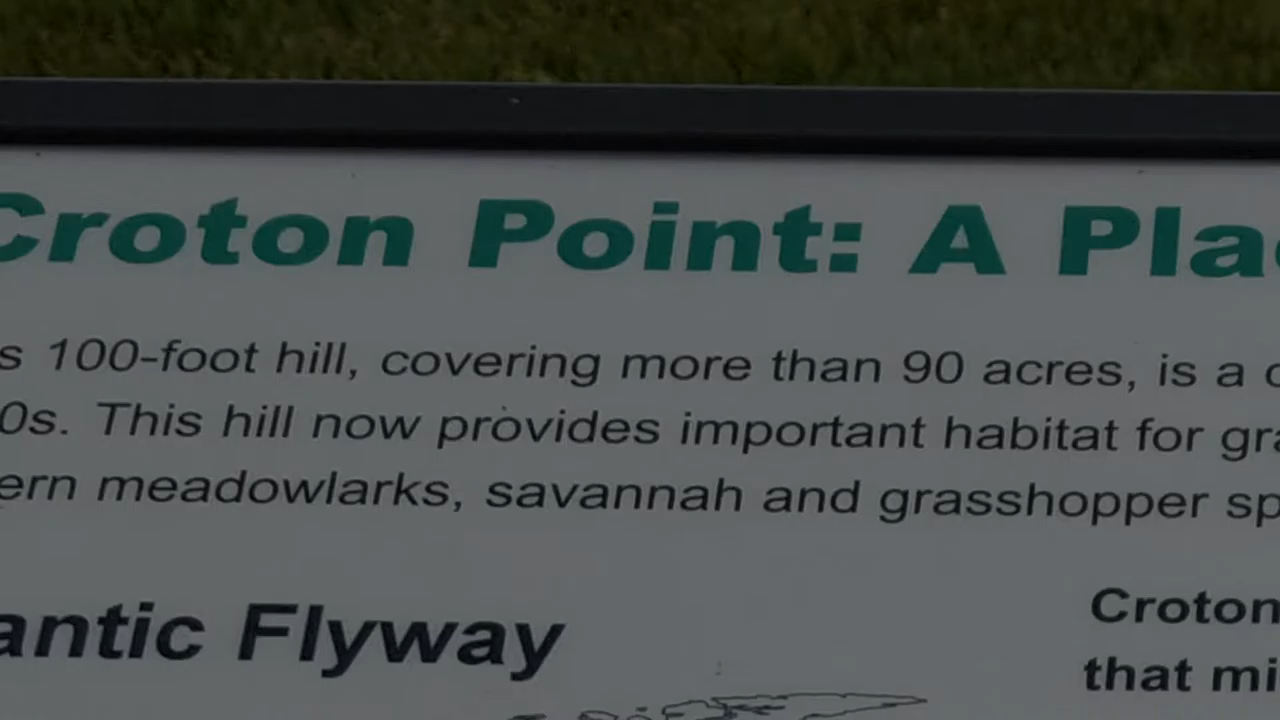 Croton Point: A Pla
100-foot hill, covering more than 90 acres, is a
0s. This hill now provides important habitat for
ern meadowlarks, savannah and grasshopper sp
antic Flyway
Croton
that mi